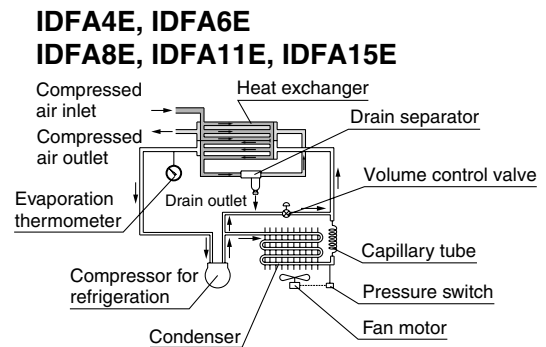 IDFA4E, IDFA6E
IDFA8E, IDFA11E, IDFA15E
Compressed
air inlet
Heat exchanger
Compressed
air outlet
Drain separator
Drain outlet
Volume control valve
Evaporation
thermometer
Capillary tube
Compressor for
refrigeration
Pressure switch
Fan motor
Condenser